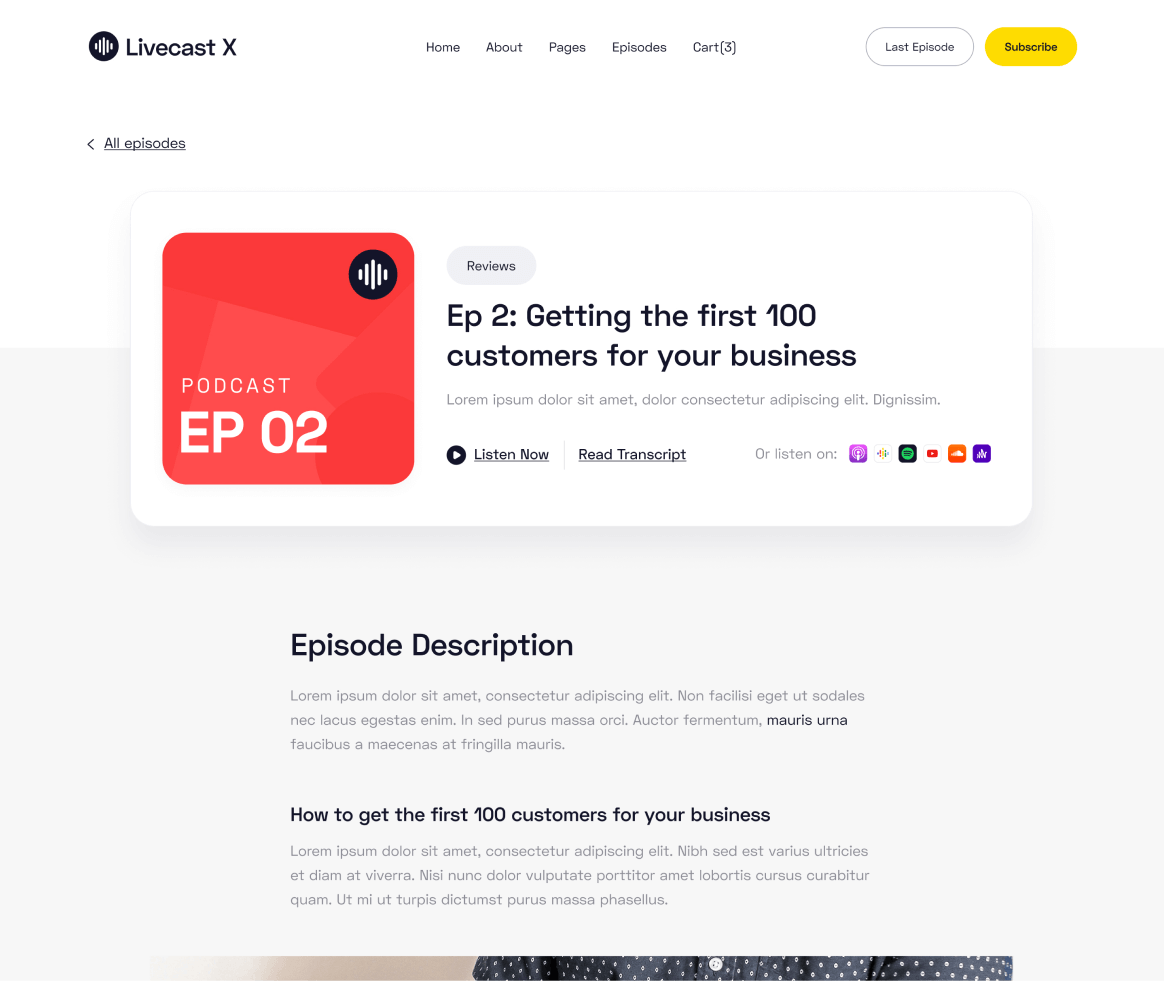 Livecast X
Home About Pages Episodes Cart(3)
Last Episode
Subscribe
All episodes
PODCAST
EP 02
Reviews
Ep 2: Getting the first 100
customers for your business
Lorem ipsum dolor sit amet, dolor consectetur adipiscing elit. Dignissim.
Listen Now
Read Transcript
Or listen on:
Episode Description
Lorem ipsum dolor sit amet, consectetur adipiscing elit. Non facilisi eget ut sodales
nec lacus egestas enim. In sed purus massa orci. Auctor fermentum, mauris urna
faucibus a maecenas at fringilla mauris.
How to get the first 100 customers for your business
Lorem ipsum dolor sit amet, consectetur adipiscing elit. Nibh sed est varius ultricies
et diam at viverra. Nisi nunc dolor vulputate porttitor amet lobortis cursus curabitur
quam. Ut mi ut turpis dictumst purus massa phasellus.